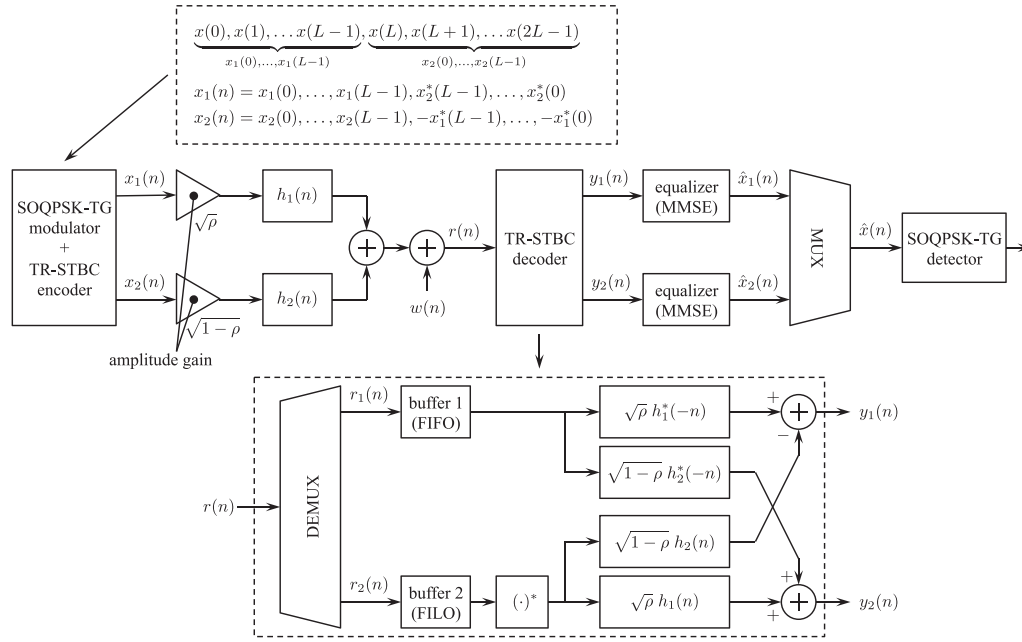 x(0), x(1), . . . x(L − 1), x(L), x(L + 1), . . . x(2L − 1)
x₁(0),...,x₁(L−1) x₂(0),...,x₂(L−1)
x₁(n) = x₁(0), . . . , x₁(L − 1), x₂*(L − 1), . . . , x₂*(0)
x₂(n) = x₂(0), . . . , x₂(L − 1), −x₁*(L − 1), . . . , −x₁*(0)
SOQPSK-TG
modulator
+
TR-STBC
encoder
x₁(n)
x₂(n)
√ρ
√1 − ρ
amplitude gain
h₁(n)
h₂(n)
+
+
w(n)
r(n)
TR-STBC
decoder
y₁(n)
y₂(n)
equalizer
(MMSE)
equalizer
(MMSE)
x̂₁(n)
x̂₂(n)
MUX
x̂(n)
SOQPSK-TG
detector
r(n)
DEMUX
r₁(n)
r₂(n)
buffer 1
(FIFO)
buffer 2
(FILO)
(·)*
√ρ h₁*(−n)
√1 − ρ h₂*(−n)
√1 − ρ h₂(n)
√ρ h₁(n)
+
−
+
y₁(n)
+
+
+
y₂(n)